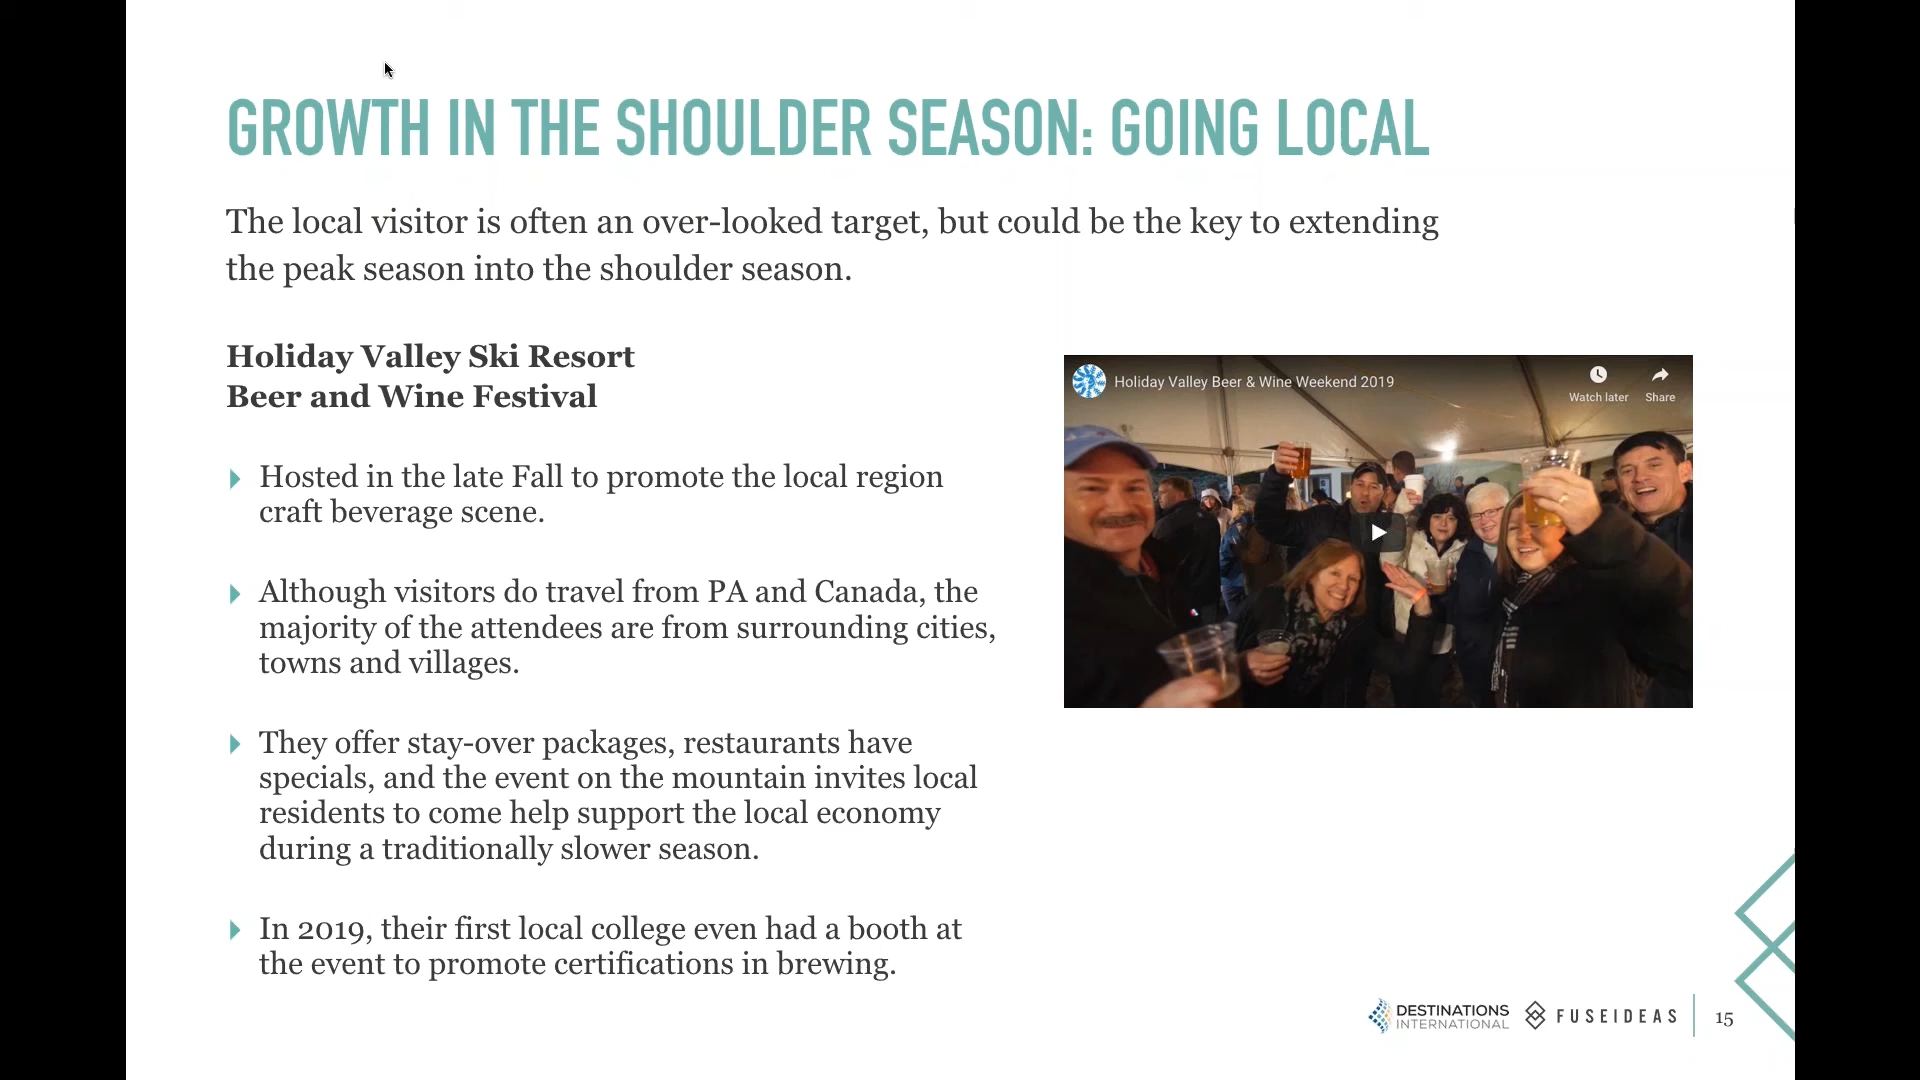 GROWTH IN THE SHOULDER SEASON: GOING LOCAL
The local visitor is often an over-looked target, but could be the key to extending
the peak season into the shoulder season.
Holiday Valley Ski Resort
Beer and Wine Festival
Hosted in the late Fall to promote the local region
craft beverage scene.
Although visitors do travel from PA and Canada, the
majority of the attendees are from surrounding cities,
towns and villages.
They offer stay-over packages, restaurants have
specials, and the event on the mountain invites local
residents to come help support the local economy
during a traditionally slower season.
In 2019, their first local college even had a booth at
the event to promote certifications in brewing.
Holiday Valley Beer & Wine Weekend 2019
Watch later
Share
DESTINATIONS
INTERNATIONAL
FUSEIDEAS
15